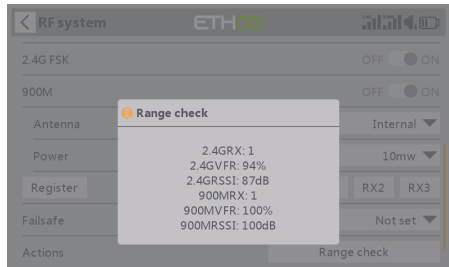 RF system
ETHOS
2.4G FSK OFF ON
900M OFF ON
Range check
Antenna Internal
2.4GRX: 1
2.4GVFR: 94%
Power 10mw
2.4GRSSI: 87dB
900MRX: 1
Register RX2 RX3
900MVFR: 100%
900MRSSI: 100dB
Failsafe Not set
Actions Range check